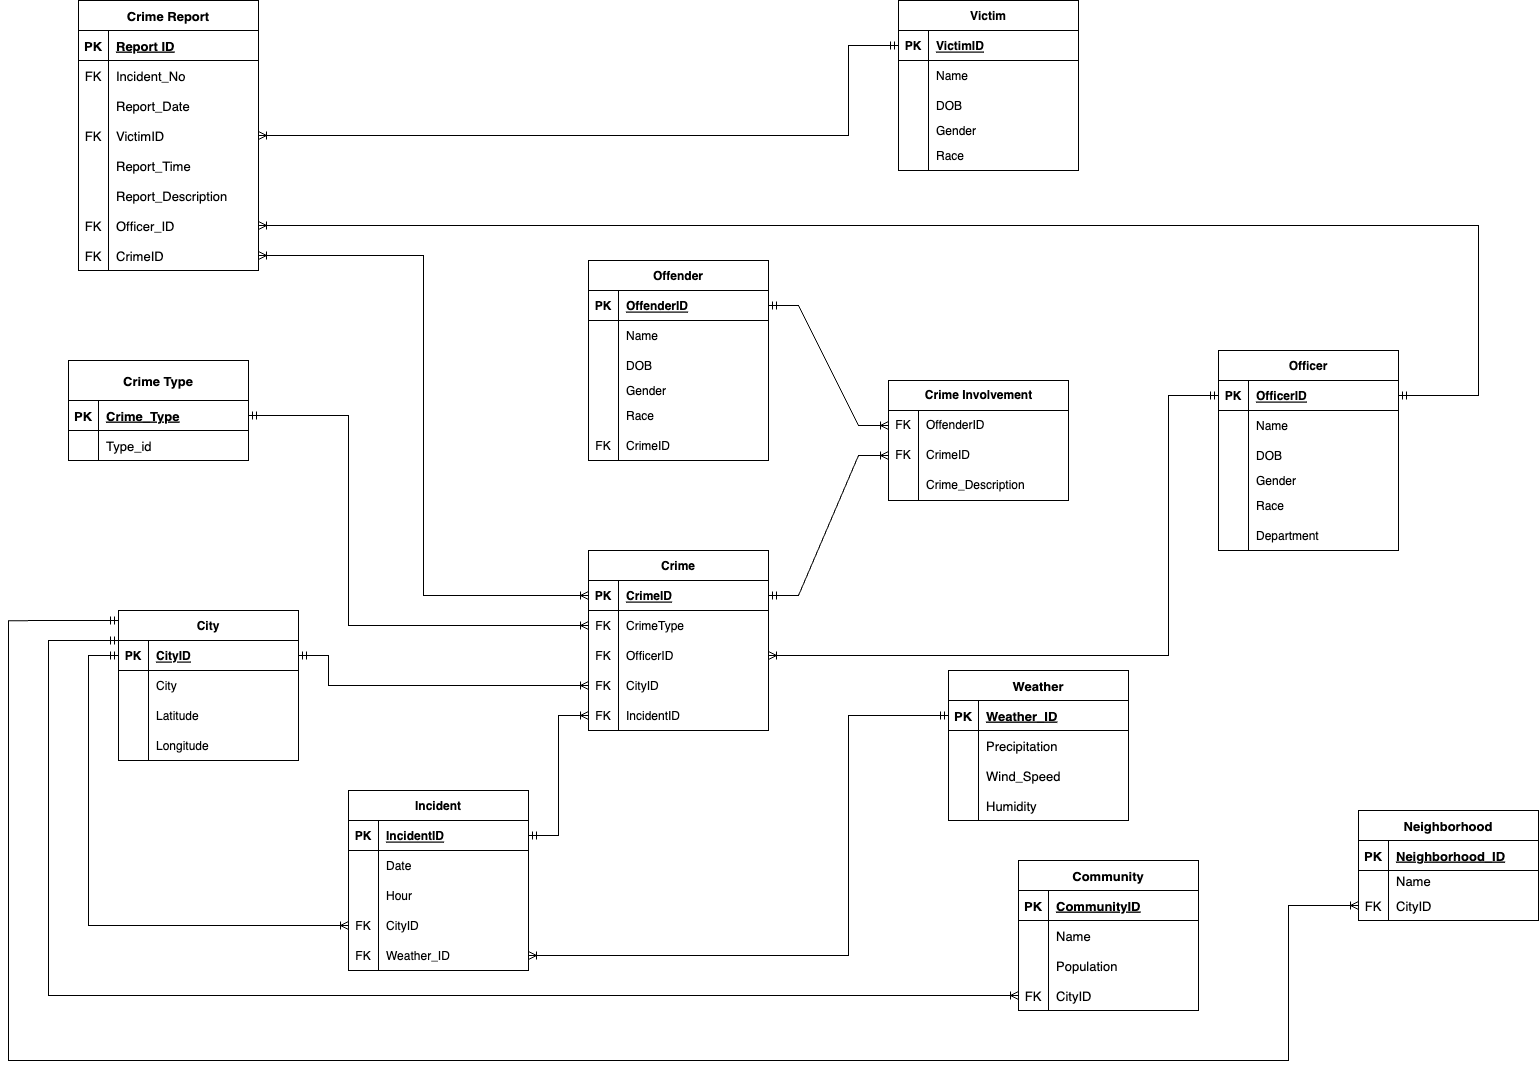 Crime Report
PK Report ID
FK Incident_No
Report_Date
FK VictimID
Report_Time
Report_Description
FK Officer_ID
FK CrimeID
Victim
PK VictimID
Name
DOB
Gender
Race
Offender
PK OffenderID
Name
DOB
Gender
Race
FK CrimeID
Crime Type
PK Crime_Type
Type_id
Crime Involvement
FK OffenderID
FK CrimeID
Crime_Description
Officer
PK OfficerID
Name
DOB
Gender
Race
Department
Crime
PK CrimeID
FK CrimeType
FK OfficerID
FK CityID
FK IncidentID
City
PK CityID
City
Latitude
Longitude
Weather
PK Weather_ID
Precipitation
Wind_Speed
Humidity
Incident
PK IncidentID
Date
Hour
FK CityID
FK Weather_ID
Community
PK CommunityID
Name
Population
FK CityID
Neighborhood
PK Neighborhood_ID
Name
FK CityID